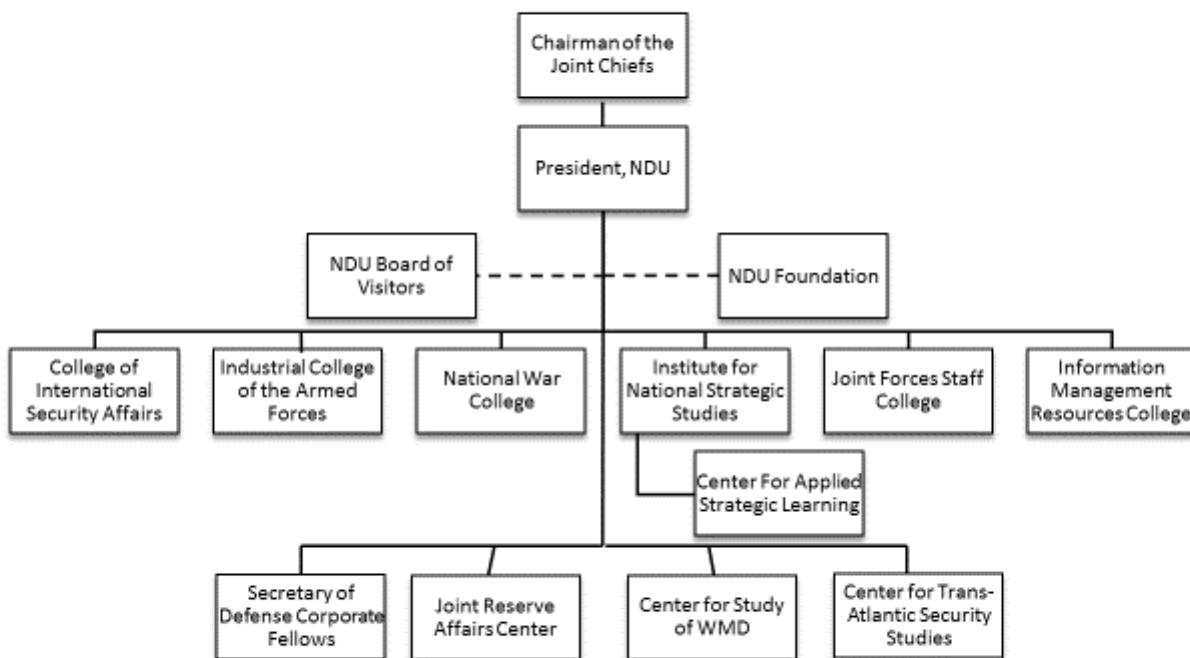 Chairman of the
Joint Chiefs
President, NDU
NDU Board of
Visitors
NDU Foundation
College of
International
Security Affairs
Industrial College
of the Armed
Forces
National War
College
Institute for
National Strategic
Studies
Joint Forces Staff
College
Information
Management
Resources College
Center For Applied
Strategic Learning
Secretary of
Defense Corporate
Fellows
Joint Reserve
Affairs Center
Center for Study
of WMD
Center for Trans-
Atlantic Security
Studies